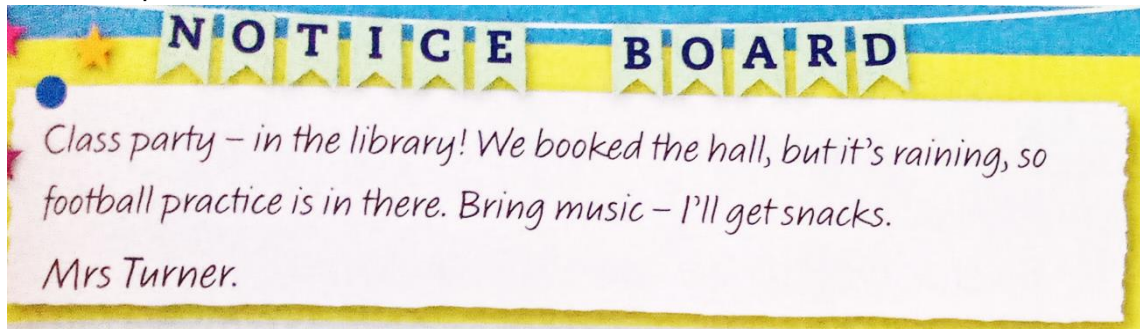 NOTICE BOARD
Class party – in the library! We booked the hall, but it's raining, so
football practice is in there. Bring music – I'll get snacks.
Mrs Turner.